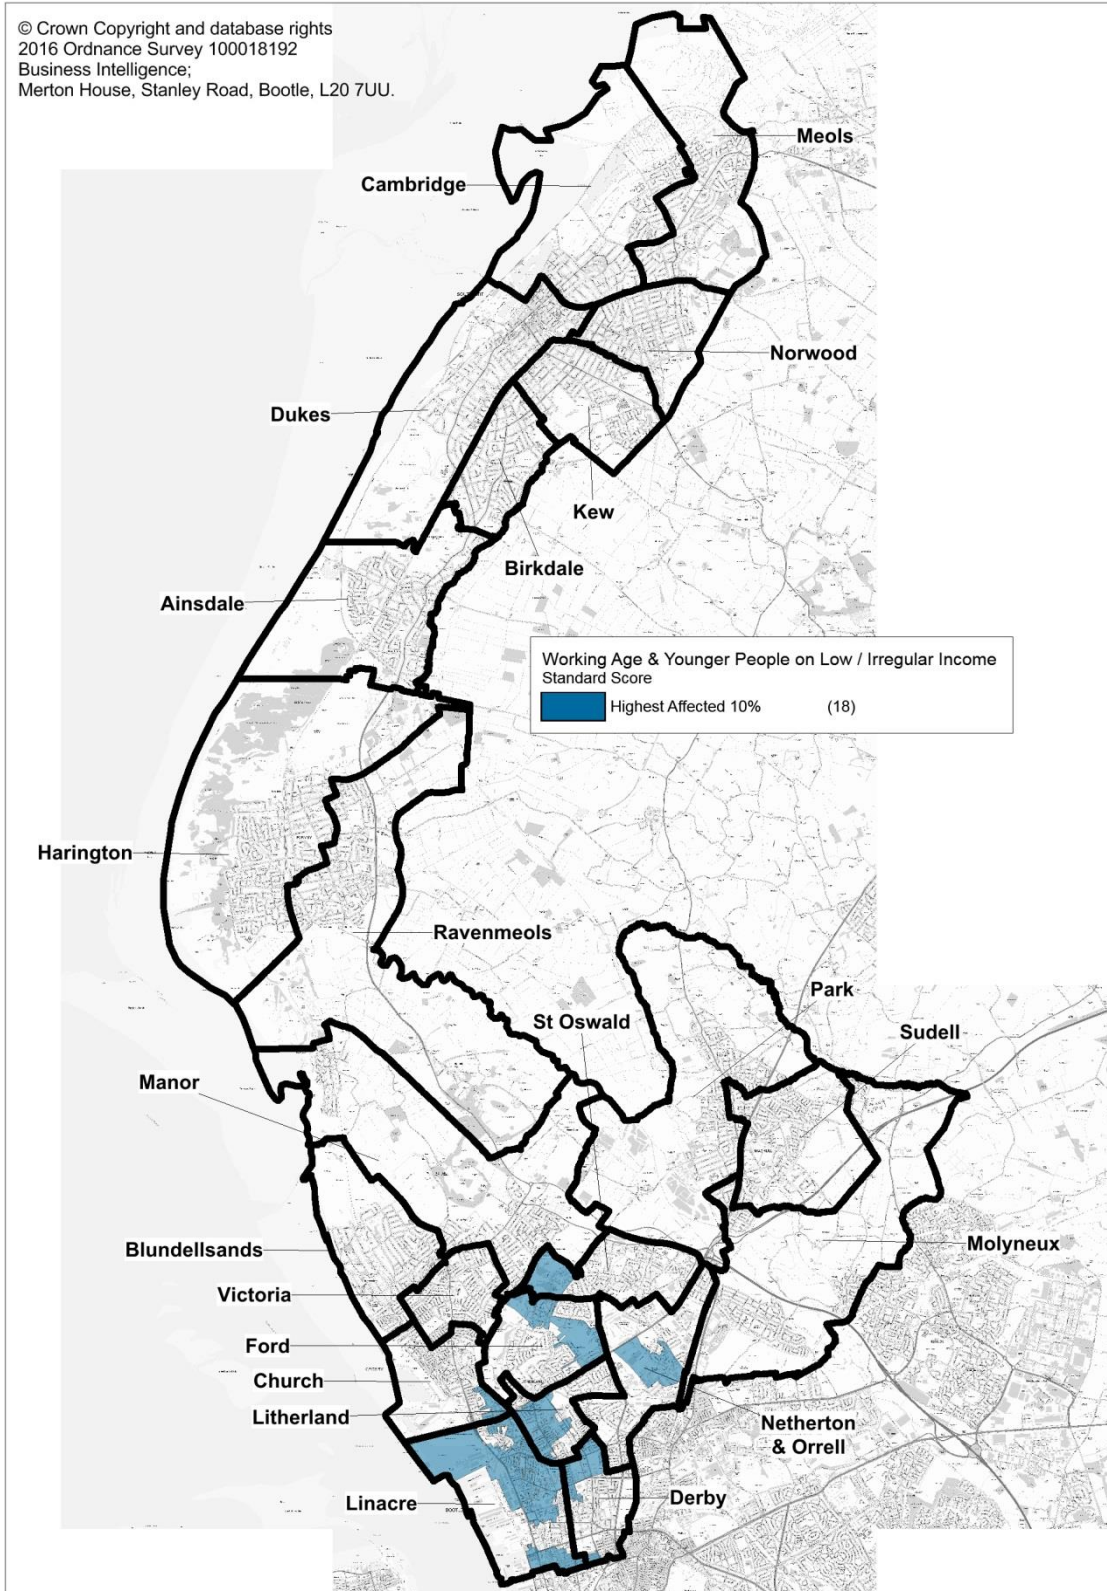 © Crown Copyright and database rights
2016 Ordnance Survey 100018192
Business Intelligence;
Merton House, Stanley Road, Bootle, L20 7UU.
Meols
Cambridge
Norwood
Dukes
Kew
Birkdale
Ainsdale
Working Age & Younger People on Low / Irregular Income
Standard Score
Highest Affected 10% (18)
Harington
Ravenmeols
Park
St Oswald
Sudell
Manor
Molyneux
Blundellsands
Victoria
Ford
Church
Litherland
Netherton
& Orrell
Linacre
Derby